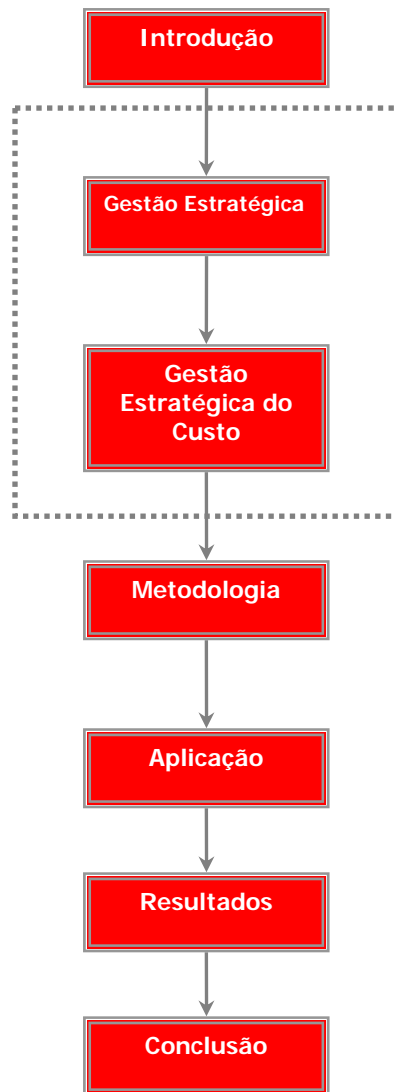 Introdução
Gestão Estratégica
Gestão
Estratégica do
Custo
Metodologia
Aplicação
Resultados
Conclusão